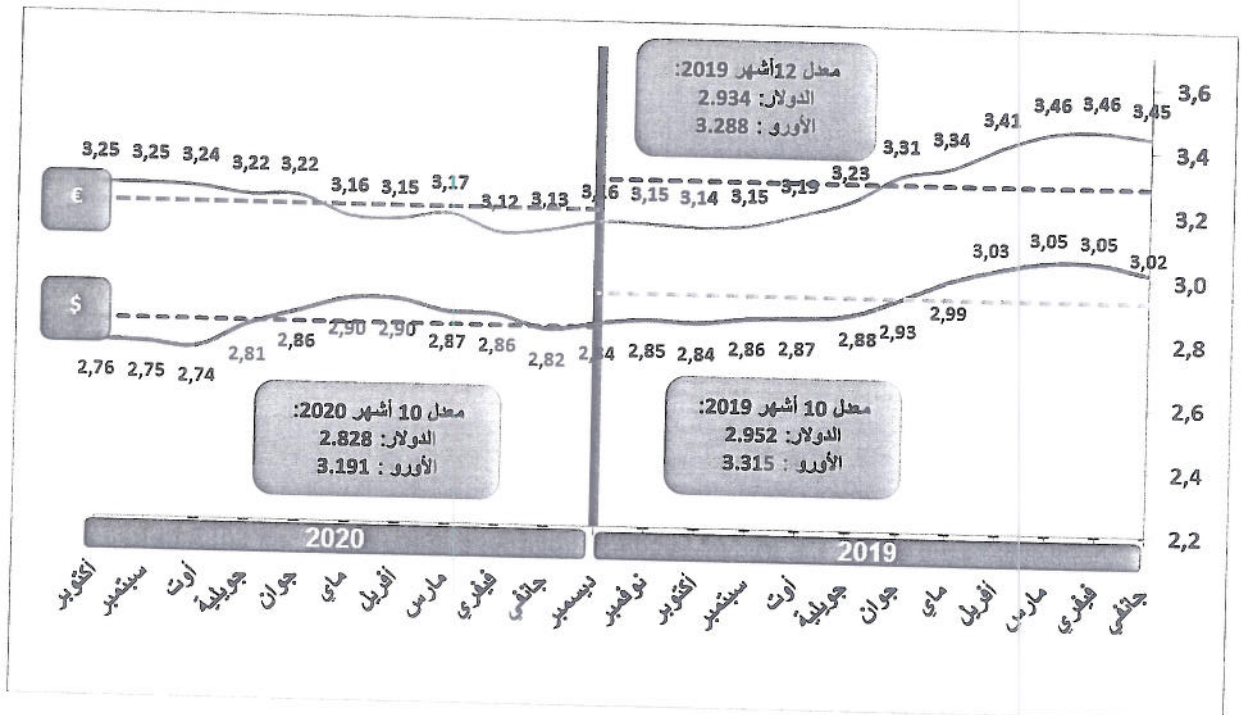 معدل 12أشهر 2019:
الدولار: 2.934
الأورو : 3.288
3,6
3,4
3,2
3,0
2,8
2,6
2,4
2,2
3,25 3,25 3,24 3,22 3,22 3,16 3,15 3,17 3,12 3,13 3,16 3,15 3,14 3,15 3,19 3,23 3,31 3,34 3,41 3,46 3,46 3,45
€
3,03 3,05 3,05 3,02
$
2,76 2,75 2,74 2,81 2,86 2,90 2,90 2,87 2,86 2,82 2,84 2,85 2,84 2,86 2,87 2,88 2,93 2,99
معدل 10 أشهر 2019:
الدولار: 2.952
الأورو : 3.315
معدل 10 أشهر 2020:
الدولار: 2.828
الأورو : 3.191
2019
2020
جانفي
فيفري
مارس
أفريل
ماي
جوان
جويلية
أوت
سبتمبر
أكتوبر
نوفمبر
ديسمبر
جانفي
فيفري
مارس
أفريل
ماي
جوان
جويلية
أوت
سبتمبر
أكتوبر